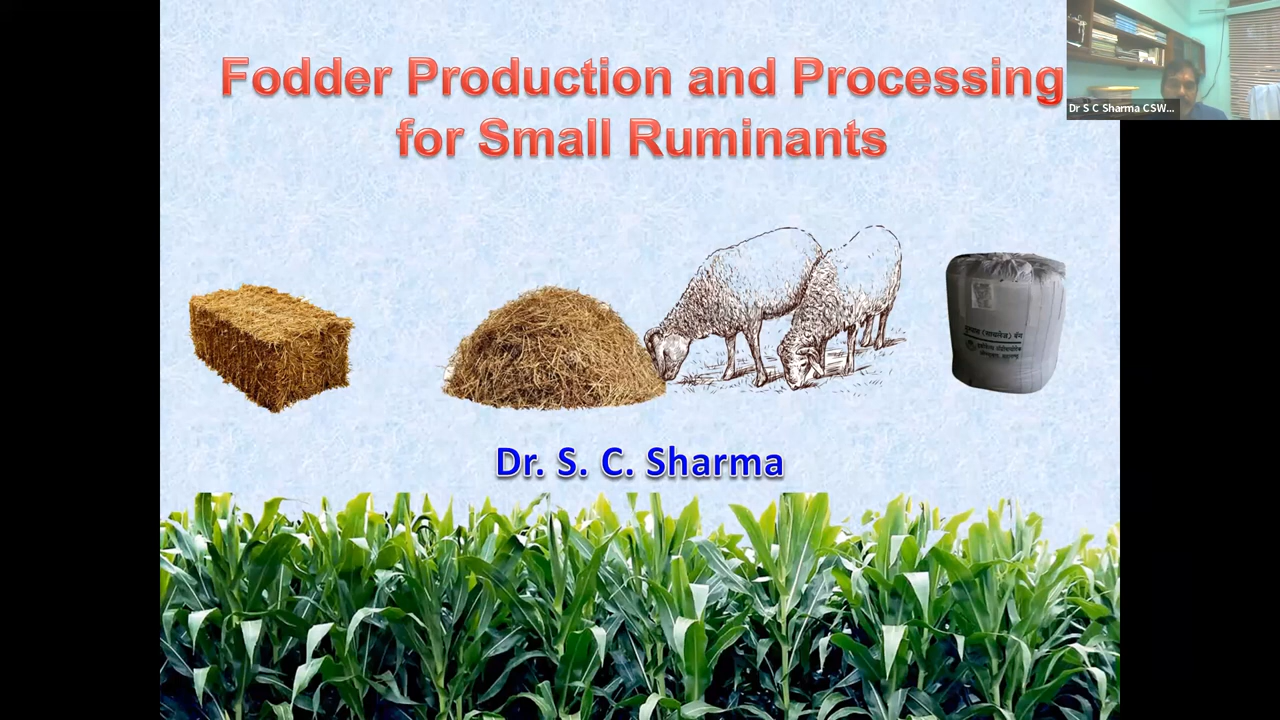 Fodder Production and Processing
for Small Ruminants
Dr S C Sharma CSW...
Dr. S. C. Sharma